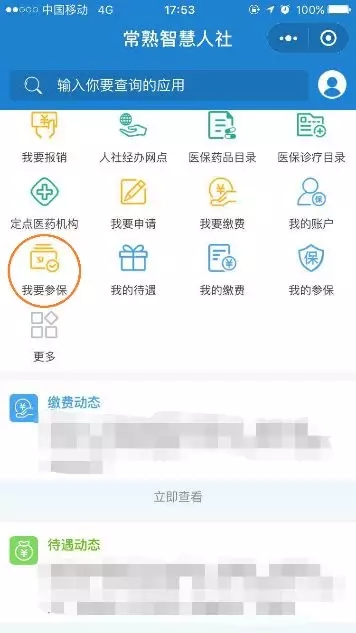 中国移动 4G 17:53 100%
常熟智慧人社
输入你要查询的应用
我要报销 人社经办网点 医保药品目录 医保诊疗目录
定点医药机构 我要申请 我要缴费 我的账户
我要参保 我的待遇 我的缴费 我的参保
更多
缴费动态
立即查看
待遇动态